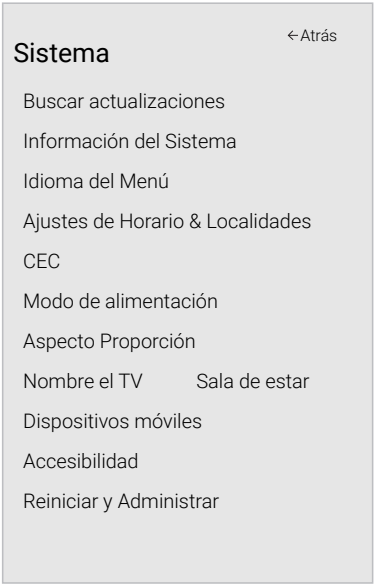 ←Atrás
Sistema
Buscar actualizaciones
Información del Sistema
Idioma del Menú
Ajustes de Horario & Localidades
CEC
Modo de alimentación
Aspecto Proporción
Nombre el TV Sala de estar
Dispositivos móviles
Accesibilidad
Reiniciar y Administrar